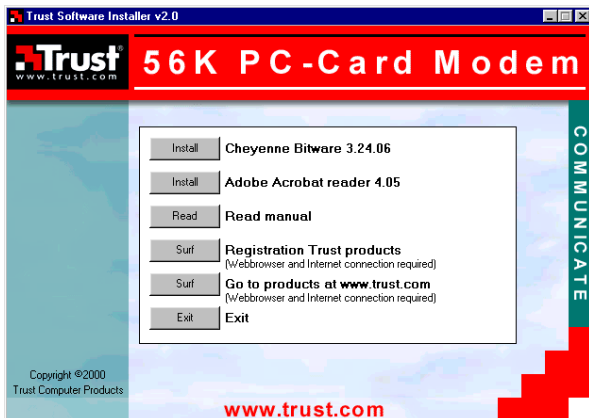 Trust Software Installer v2.0
Trust®
www.trust.com
56K PC-Card Modem
Install Cheyenne Bitware 3.24.06
Install Adobe Acrobat reader 4.05
Read Read manual
Surf Registration Trust products
(Webbrowser and Internet connection required)
Surf Go to products at www.trust.com
(Webbrowser and Internet connection required)
Exit Exit
COMMUNICATE
Copyright ©2000
Trust Computer Products
www.trust.com